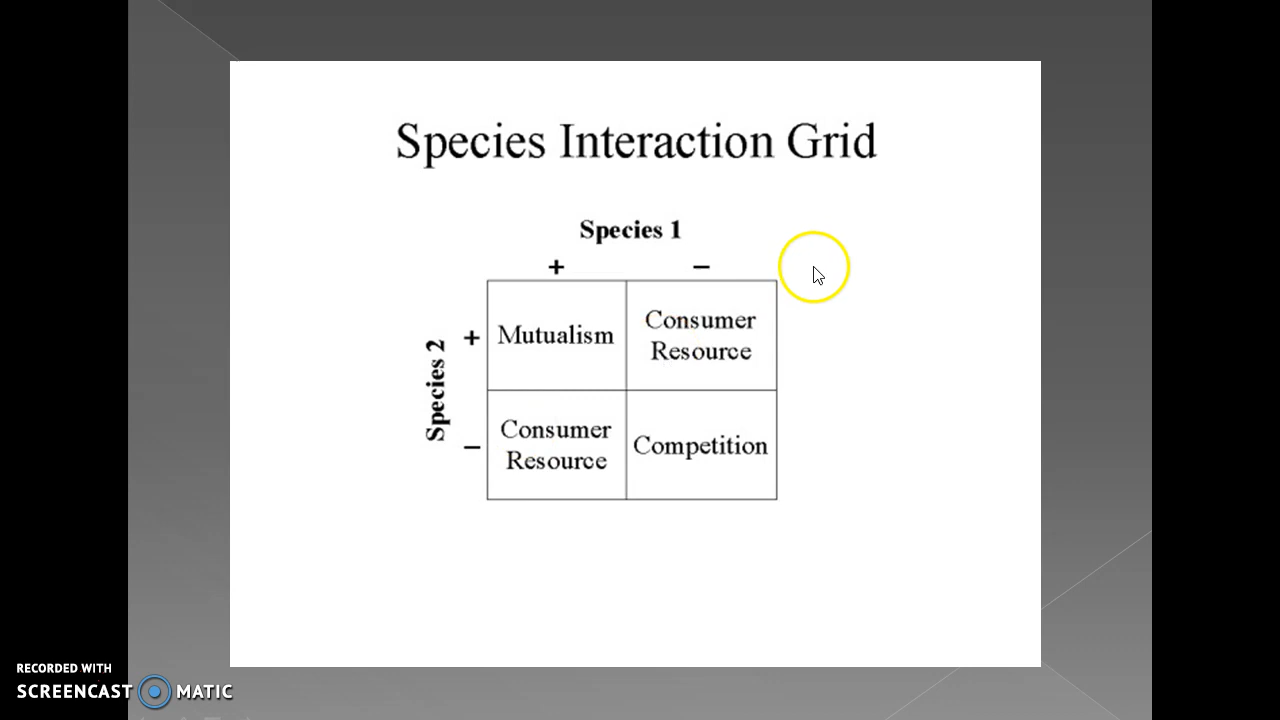 Species Interaction Grid
Species 1
+ −
Species 2
+ Mutualism Consumer
Resource
− Consumer
Resource Competition
RECORDED WITH
SCREENCAST MATIC